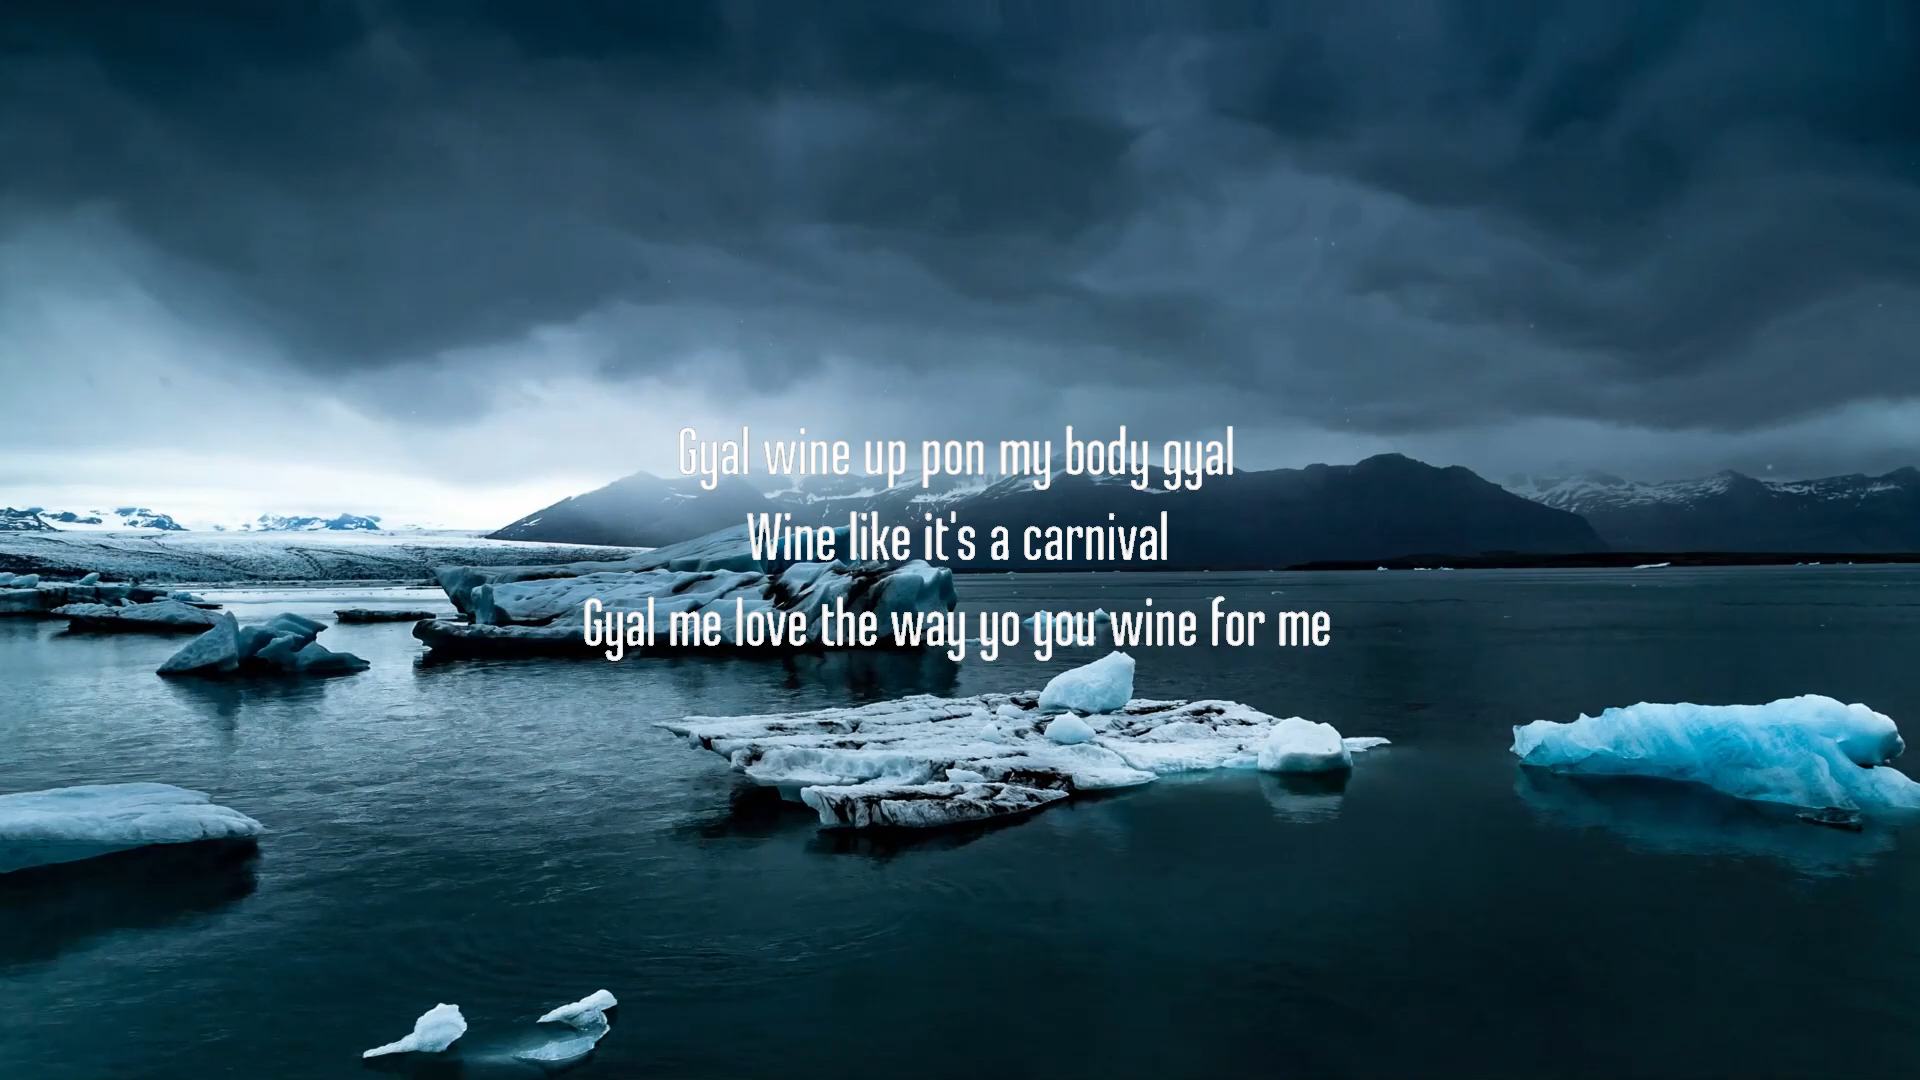 Gyal wine up pon my body gyal
Wine like it's a carnival
Gyal me love the way yo you wine for me